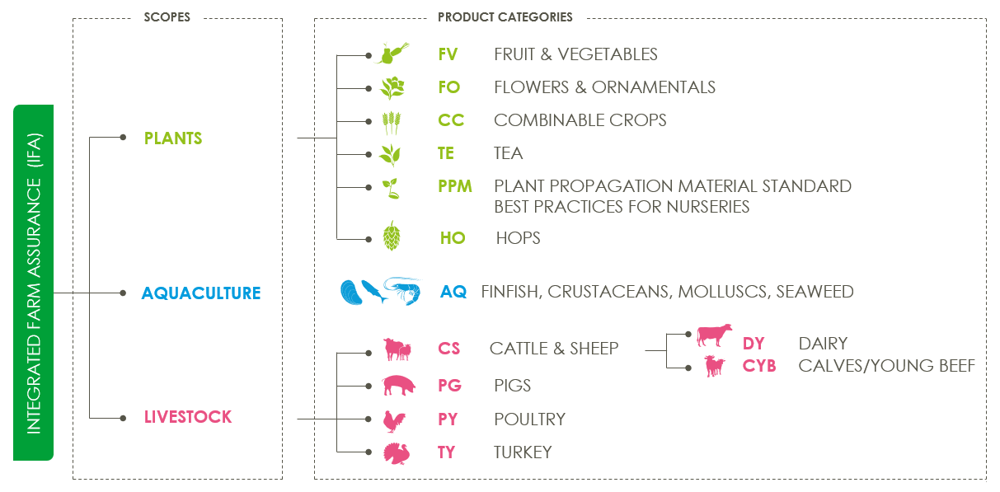 SCOPES
PRODUCT CATEGORIES
INTEGRATED FARM ASSURANCE (IFA)
PLANTS
FV FRUIT & VEGETABLES
FO FLOWERS & ORNAMENTALS
CC COMBINABLE CROPS
TE TEA
PPM PLANT PROPAGATION MATERIAL STANDARD
BEST PRACTICES FOR NURSERIES
HO HOPS
AQUACULTURE
AQ FINFISH, CRUSTACEANS, MOLLUSCS, SEAWEED
LIVESTOCK
CS CATTLE & SHEEP
DY DAIRY
CYB CALVES/YOUNG BEEF
PG PIGS
PY POULTRY
TY TURKEY